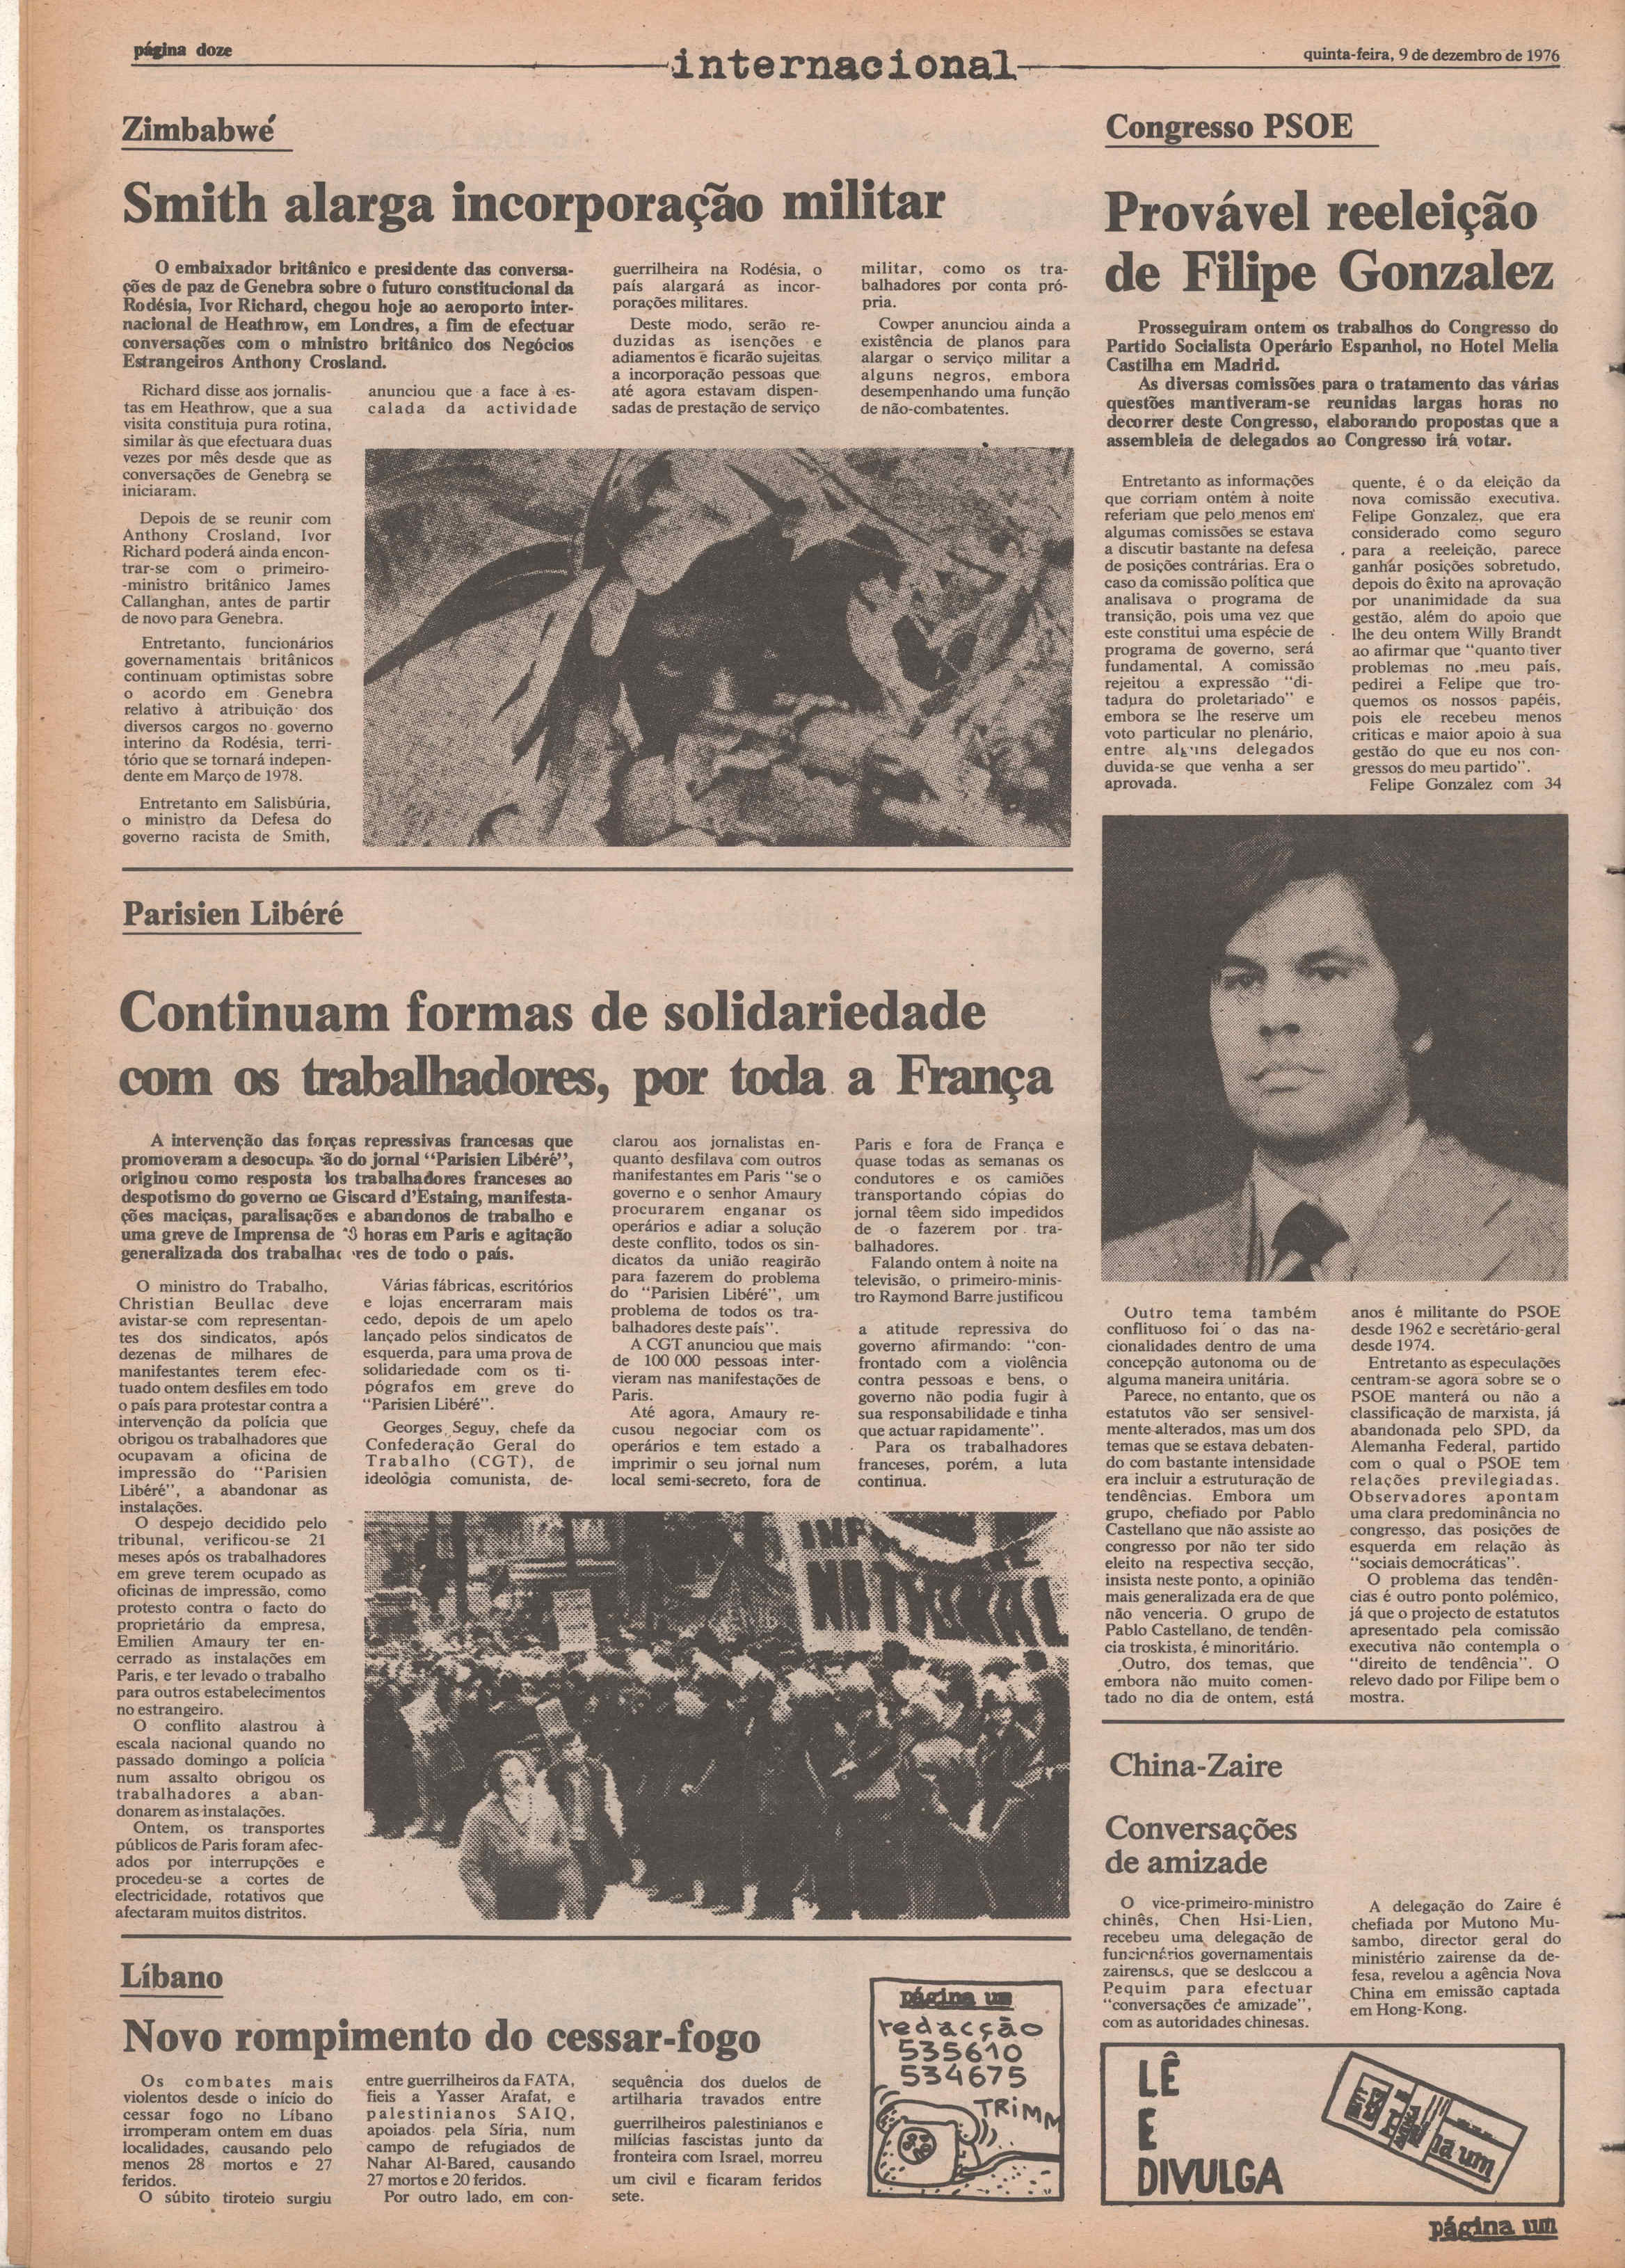 página doze
internacional
quinta-feira, 9 de dezembro de 1976
Zimbabwé
Smith alarga incorporação militar
O embaixador britânico e presidente das conversa-
ções de paz de Genebra sobre o futuro constitucional da
Rodésia, Ivor Richard, chegou hoje ao aeroporto inter-
nacional de Heathrow, em Londres, a fim de efectuar
conversações com o ministro britânico dos Negócios
Estrangeiros Anthony Crosland.
Richard disse aos jornalis-
tas em Heathrow, que a sua
visita constituia pura rotina,
similar às que efectuara duas
vezes por mês desde que as
conversações de Genebra se
iniciaram.
Depois de se reunir com
Anthony Crosland, Ivor
Richard poderá ainda encon-
trar-se com o primeiro-
-ministro britânico James
Callanghan, antes de partir
de novo para Genebra.
Entretanto, funcionários
governamentais britânicos
continuam optimistas sobre
o acordo em Genebra
relativo à atribuição dos
diversos cargos no governo
interino da Rodésia, terri-
tório que se tornará indepen-
dente em Março de 1978.
Entretanto em Salisbúria,
o ministro da Defesa do
governo racista de Smith,
anunciou que a face à es-
calada da actividade
guerrilheira na Rodésia, o
país alargará as incor-
porações militares.
Deste modo, serão re-
duzidas as isenções e
adiamentos e ficarão sujeitas
a incorporação pessoas que
até agora estavam dispen-
sadas de prestação de serviço
militar, como os tra-
balhadores por conta pró-
pria.
Cowper anunciou ainda a
existência de planos para
alargar o serviço militar a
alguns negros, embora
desempenhando uma função
de não-combatentes.
Parisien Libéré
Continuam formas de solidariedade
com os trabalhadores, por toda a França
A intervenção das forças repressivas francesas que
promoveram a desocup ão do jornal "Parisien Libéré",
originou como resposta los trabalhadores franceses ao
despotismo do governo de Giscard d'Estaing, manifesta-
ções maciças, paralisações e abandonos de trabalho e
uma greve de Imprensa de horas em Paris e agitação
generalizada dos trabalha res de todo o país.
O ministro do Trabalho,
Christian Beullac deve
avistar-se com representan-
tes dos sindicatos, após
dezenas de milhares de
manifestantes terem efec-
tuado ontem desfiles em todo
o país para protestar contra a
intervenção da polícia que
obrigou os trabalhadores que
ocupavam a oficina de
impressão do "Parisien
Libéré", a abandonar as
instalações.
O despejo decidido pelo
tribunal, verificou-se 21
meses após os trabalhadores
em greve terem ocupado as
oficinas de impressão, como
protesto contra o facto do
proprietário da empresa,
Emilien Amaury ter en-
cerrado as instalações em
Paris, e ter levado o trabalho
para outros estabelecimentos
no estrangeiro.
O conflito alastrou à
escala nacional quando no
passado domingo a polícia
num assalto obrigou os
trabalhadores a aban-
donarem as instalações.
Ontem, os transportes
públicos de Paris foram afec-
ados por interrupções e
procedeu-se a cortes de
electricidade, rotativos que
afectaram muitos distritos.
Várias fábricas, escritórios
e lojas encerraram mais
cedo, depois de um apelo
lançado pelos sindicatos de
esquerda, para uma prova de
solidariedade com os ti-
pógrafos em greve do
"Parisien Libéré".
Georges Seguy, chefe da
Confederação Geral do
Trabalho (CGT), de
ideológia comunista, de-
clarou aos jornalistas en-
quanto desfilava com outros
manifestantes em Paris "se o
governo e o senhor Amaury
procurarem enganar os
operários e adiar a solução
deste conflito, todos os sin-
dicatos da união reagirão
para fazerem do problema
do "Parisien Libéré", um
problema de todos os tra-
balhadores deste país".
A CGT anunciou que mais
de 100 000 pessoas inter-
vieram nas manifestações de
Paris.
Até agora, Amaury re-
cusou negociar com os
operários e tem estado a
imprimir o seu jornal num
local semi-secreto, fora de
Paris e fora de França e
quase todas as semanas os
condutores e os camiões
transportando cópias do
jornal têem sido impedidos
de o fazerem por tra-
balhadores.
Falando ontem à noite na
televisão, o primeiro-minis-
tro Raymond Barre justificou
a atitude repressiva do
governo afirmando: "con-
frontado com a violência
contra pessoas e bens, o
governo não podia fugir à
sua responsabilidade e tinha
que actuar rapidamente".
Para os trabalhadores
franceses, porém, a luta
continua.
NATIONAL
Líbano
Novo rompimento do cessar-fogo
Os combates mais
violentos desde o início do
cessar fogo no Líbano
irromperam ontem em duas
localidades, causando pelo
menos 28 mortos e 27
feridos.
O súbito tiroteio surgiu
entre guerrilheiros da FATA,
fieis a Yasser Arafat, e
palestinianos SAIQ,
apoiados pela Síria, num
campo de refugiados de
Nahar Al-Bared, causando
27 mortos e 20 feridos.
Por outro lado, em con-
sequência dos duelos de
artilharia travados entre
guerrilheiros palestinianos e
milícias fascistas junto da
fronteira com Israel, morreu
um civil e ficaram feridos
sete.
página um
redacção
535610
534675
TRiMM
Congresso PSOE
Provável reeleição
de Filipe Gonzalez
Prosseguiram ontem os trabalhos do Congresso do
Partido Socialista Operário Espanhol, no Hotel Melia
Castilha em Madrid.
As diversas comissões para o tratamento das várias
questões mantiveram-se reunidas largas horas no
decorrer deste Congresso, elaborando propostas que a
assembleia de delegados ao Congresso irá votar.
Entretanto as informações
que corriam ontem à noite
referiam que pelo menos em
algumas comissões se estava
a discutir bastante na defesa
de posições contrárias. Era o
caso da comissão política que
analisava o programa de
transição, pois uma vez que
este constitui uma espécie de
programa de governo, será
fundamental. A comissão
rejeitou a expressão "di-
tadura do proletariado" e
embora se lhe reserve um
voto particular no plenário,
entre alguns delegados
duvida-se que venha a ser
aprovada.
Outro tema também
conflituoso foi o das na-
cionalidades dentro de uma
concepção autonoma ou de
alguma maneira unitária.
Parece, no entanto, que os
estatutos vão ser sensivel-
mente alterados, mas um dos
temas que se estava debaten-
do com bastante intensidade
era incluir a estruturação de
tendências. Embora um
grupo, chefiado por Pablo
Castellano que não assiste ao
congresso por não ter sido
eleito na respectiva secção,
insista neste ponto, a opinião
mais generalizada era de que
não venceria. O grupo de
Pablo Castellano, de tendên-
cia troskista, é minoritário.
Outro, dos temas, que
embora não muito comen-
tado no dia de ontem, está
quente, é o da eleição da
nova comissão executiva.
Felipe Gonzalez, que era
considerado como seguro
para a reeleição, parece
ganhar posições sobretudo,
depois do êxito na aprovação
por unanimidade da sua
gestão, além do apoio que
lhe deu ontem Willy Brandt
ao afirmar que "quanto tiver
problemas no meu país,
pedirei a Felipe que tro-
quemos os nossos papéis,
pois ele recebeu menos
criticas e maior apoio à sua
gestão do que eu nos con-
gressos do meu partido".
Felipe Gonzalez com 34
anos é militante do PSOE
desde 1962 e secretário-geral
desde 1974.
Entretanto as especulações
centram-se agora sobre se o
PSOE manterá ou não a
classificação de marxista, já
abandonada pelo SPD, da
Alemanha Federal, partido
com o qual o PSOE tem
relações previlegiadas.
Observadores apontam
uma clara predominância no
congresso, das posições de
esquerda em relação às
"sociais democráticas".
O problema das tendên-
cias é outro ponto polémico,
já que o projecto de estatutos
apresentado pela comissão
executiva não contempla o
"direito de tendência". O
relevo dado por Filipe bem o
mostra.
China-Zaire
Conversações
de amizade
O vice-primeiro-ministro
chinês, Chen Hsi-Lien,
recebeu uma delegação de
funcionários governamentais
zairenses, que se deslocou a
Pequim para efectuar
"conversações de amizade",
com as autoridades chinesas.
A delegação do Zaire é
chefiada por Mutono Mu-
sambo, director geral do
ministério zairense da de-
fesa, revelou a agência Nova
China em emissão captada
em Hong-Kong.
LÊ
E
DIVULGA
na um
página um